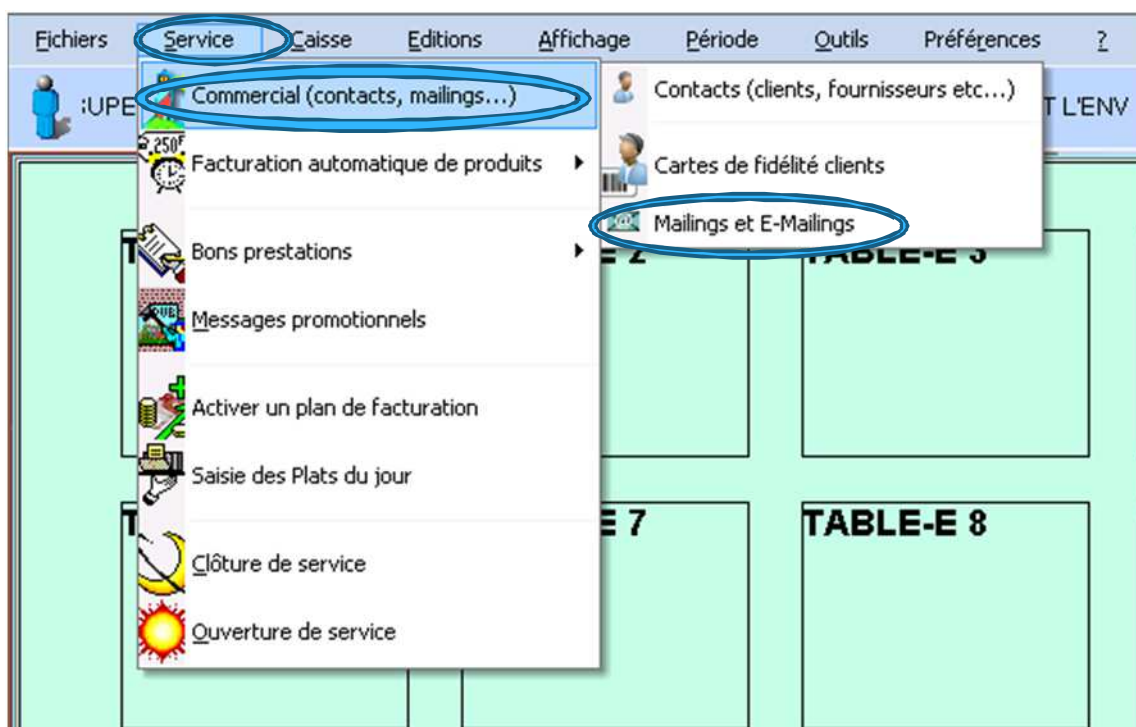 Fichiers Service Caisse Editions Affichage Période Outils Préférences ?
:UPE
T L'ENV
Commercial (contacts, mailings...)
Facturation automatique de produits
Bons prestations
Messages promotionnels
Activer un plan de facturation
Saisie des Plats du jour
Clôture de service
Ouverture de service
Contacts (clients, fournisseurs etc...)
Cartes de fidélité clients
Mailings et E-Mailings
E 2
TABLE-E 3
E 7
TABLE-E 8